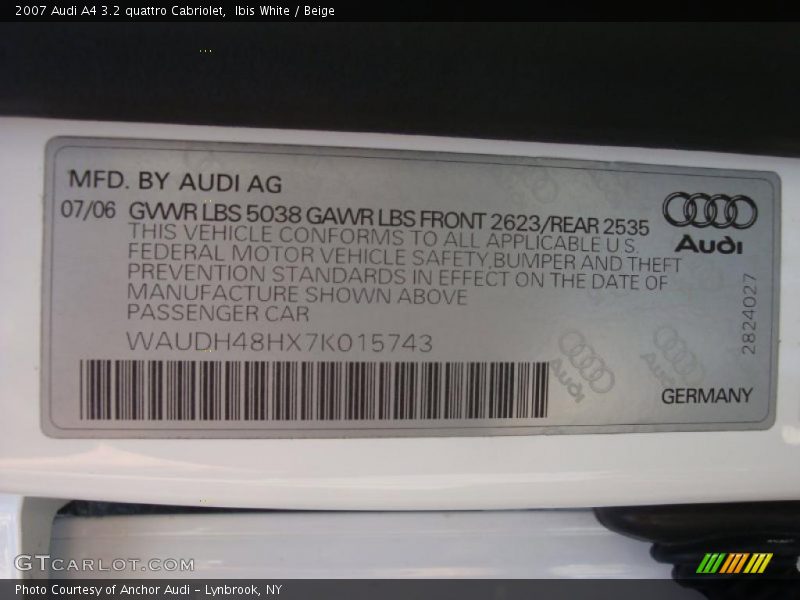 2007 Audi A4 3.2 quattro Cabriolet,  Ibis White / Beige
MFD. BY AUDI AG
07/06 GVWR LBS 5038 GAWR LBS FRONT 2623/REAR 2535
THIS VEHICLE CONFORMS TO ALL APPLICABLE U.S.
FEDERAL MOTOR VEHICLE SAFETY,BUMPER AND THEFT
PREVENTION STANDARDS IN EFFECT ON THE DATE OF
MANUFACTURE SHOWN ABOVE
PASSENGER CAR
WAUDH48HX7K015743
Audi
2824027
Audi
Audi
GERMANY
GTCARLOT.COM
Photo Courtesy of Anchor Audi - Lynbrook, NY